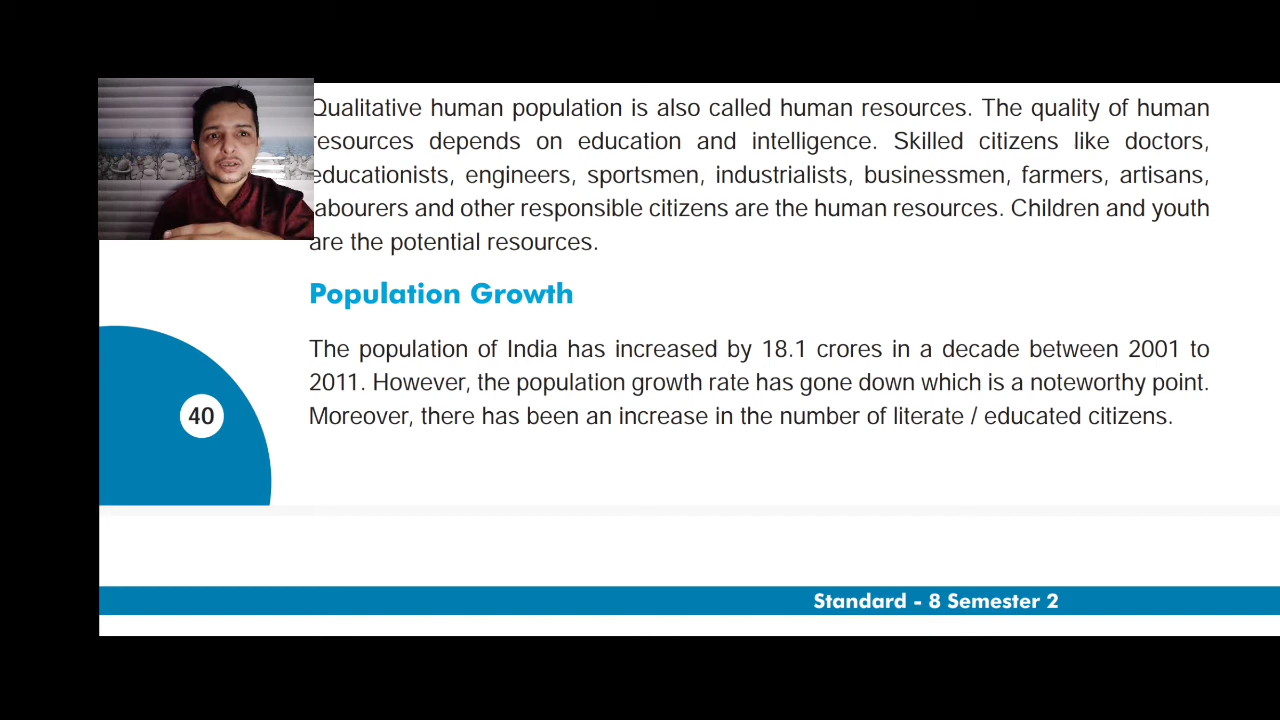 Qualitative human population is also called human resources. The quality of human
resources depends on education and intelligence. Skilled citizens like doctors,
educationists, engineers, sportsmen, industrialists, businessmen, farmers, artisans,
labourers and other responsible citizens are the human resources. Children and youth
are the potential resources.
Population Growth
The population of India has increased by 18.1 crores in a decade between 2001 to
2011. However, the population growth rate has gone down which is a noteworthy point.
Moreover, there has been an increase in the number of literate / educated citizens.
40
Standard - 8 Semester 2